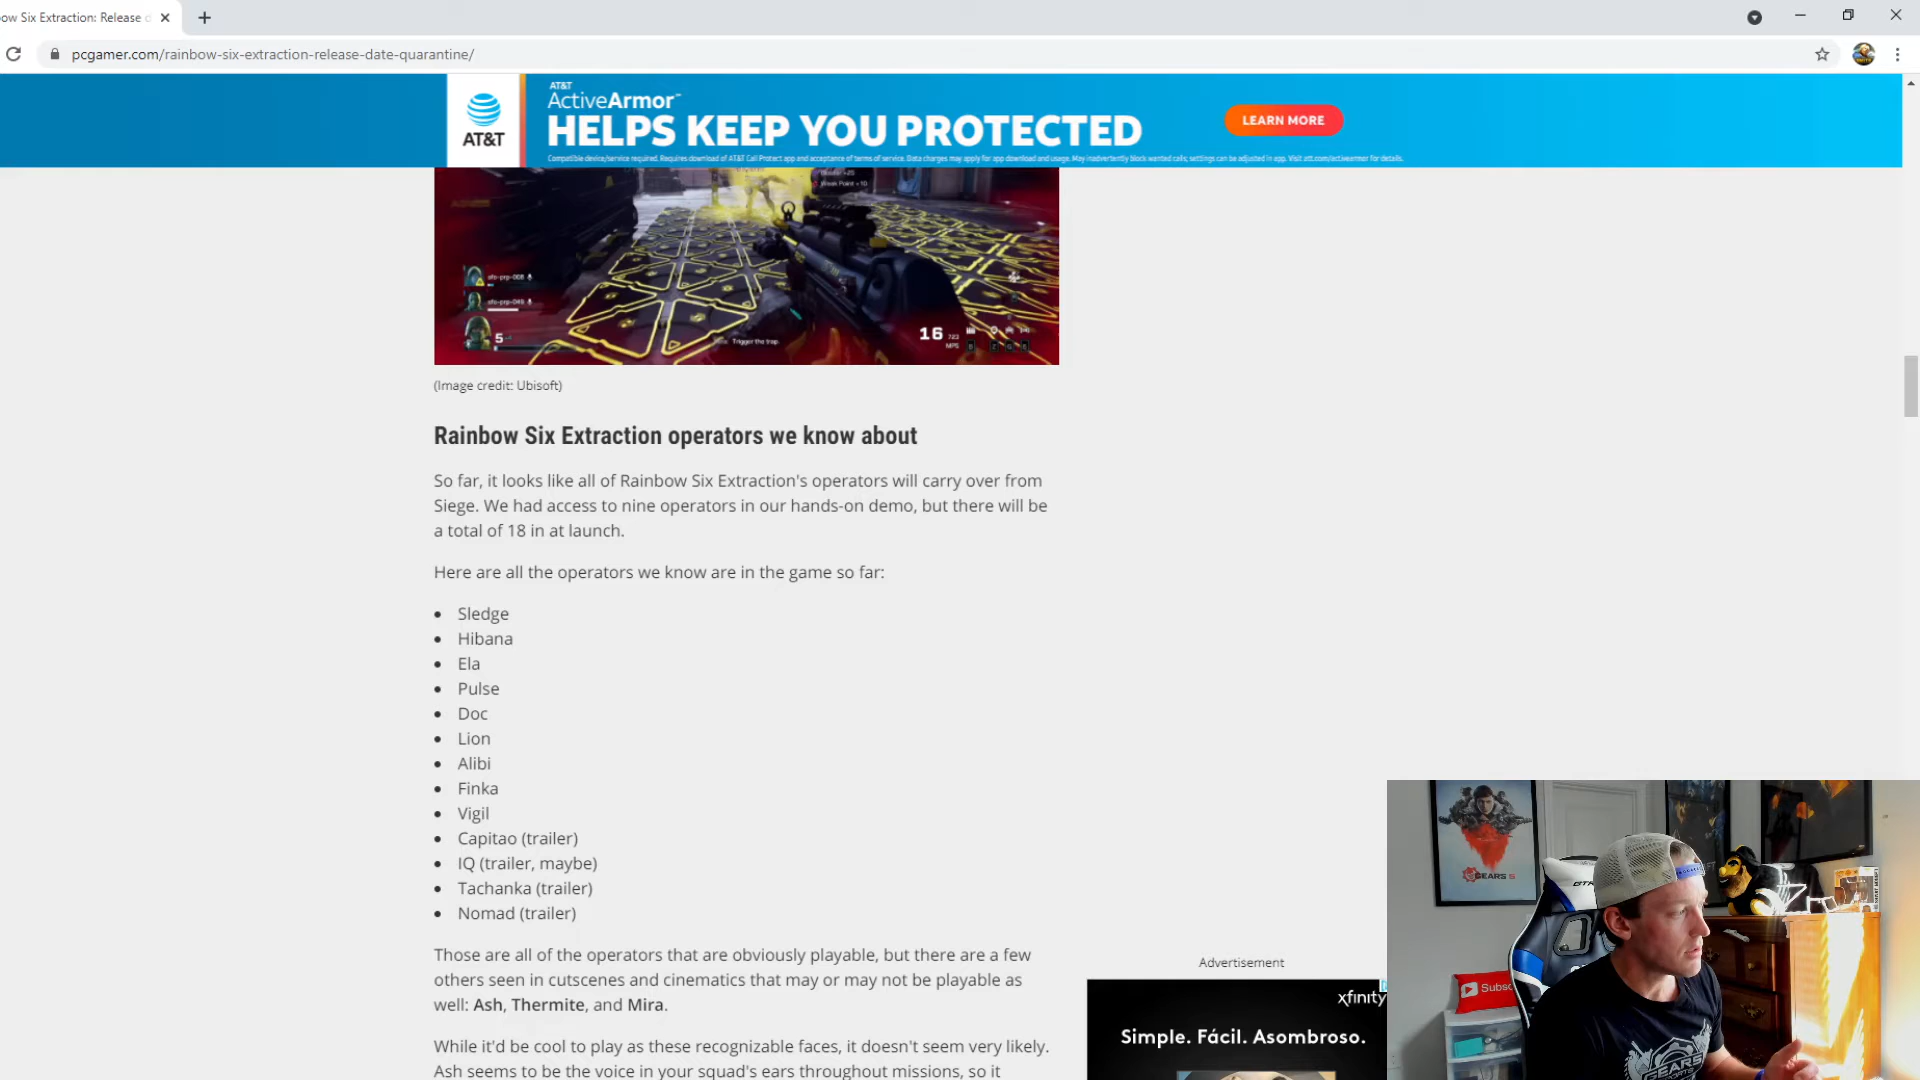 ow Six Extraction: Release d
pcgamer.com/rainbow-six-extraction-release-date-quarantine/
AT&T
AT&T
ActiveArmor™
HELPS KEEP YOU PROTECTED
LEARN MORE
Compatible device/service required. Requires download of AT&T Call Protect app and acceptance of terms of service. Data charges may apply for app download and usage. May inadvertently block wanted calls; settings can be adjusted in app. Visit att.com/activearmor for details.
Weak Point +10
5
Trigger the trap.
16
(Image credit: Ubisoft)
Rainbow Six Extraction operators we know about
So far, it looks like all of Rainbow Six Extraction's operators will carry over from
Siege. We had access to nine operators in our hands-on demo, but there will be
a total of 18 in at launch.
Here are all the operators we know are in the game so far:
• Sledge
• Hibana
• Ela
• Pulse
• Doc
• Lion
• Alibi
• Finka
• Vigil
• Capitao (trailer)
• IQ (trailer, maybe)
• Tachanka (trailer)
• Nomad (trailer)
Those are all of the operators that are obviously playable, but there are a few
others seen in cutscenes and cinematics that may or may not be playable as
well: Ash, Thermite, and Mira.
While it'd be cool to play as these recognizable faces, it doesn't seem very likely.
Ash seems to be the voice in your squad's ears throughout missions, so it
Advertisement
xfinity
Simple. Fácil. Asombroso.
GEARS 5
Subsc
GEARS